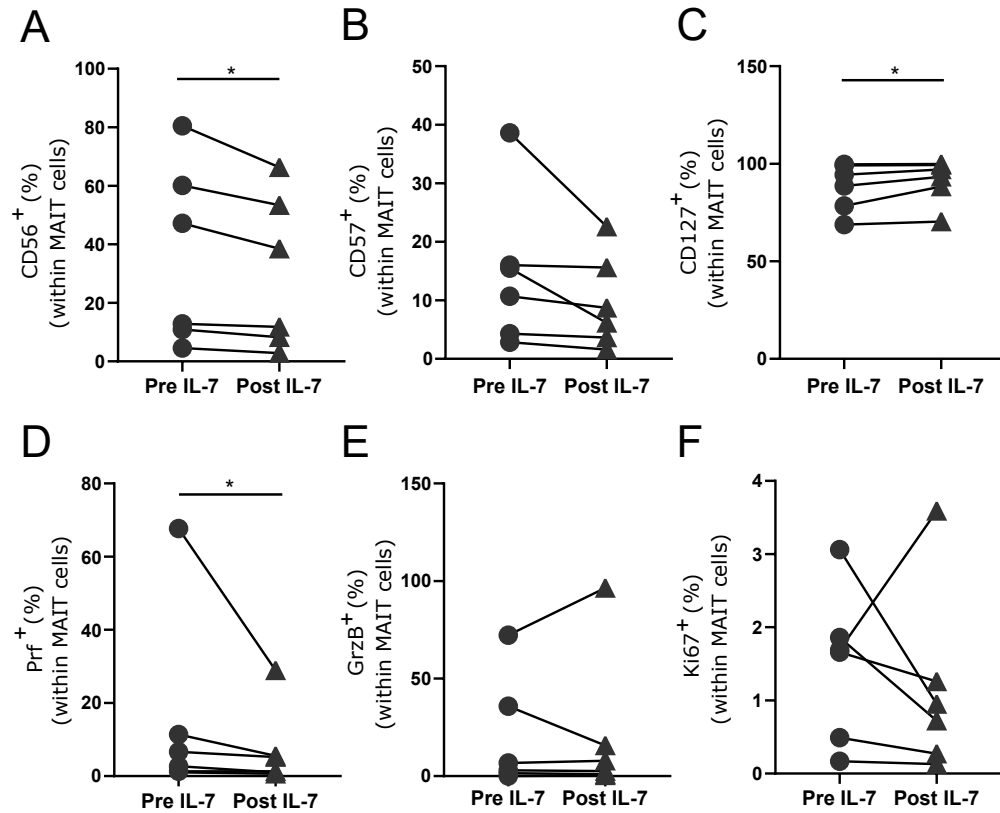 A
CD56+ (%)
(within MAIT cells)
100
80
60
40
20
0
*
Pre IL-7 Post IL-7
B
CD57+ (%)
(within MAIT cells)
50
40
30
20
10
0
Pre IL-7 Post IL-7
C
CD127+ (%)
(within MAIT cells)
150
100
50
0
*
Pre IL-7 Post IL-7
D
Prf+ (%)
(within MAIT cells)
80
60
40
20
0
*
Pre IL-7 Post IL-7
E
GrzB+ (%)
(within MAIT cells)
150
100
50
0
Pre IL-7 Post IL-7
F
Ki67+ (%)
(within MAIT cells)
4
3
2
1
0
Pre IL-7 Post IL-7